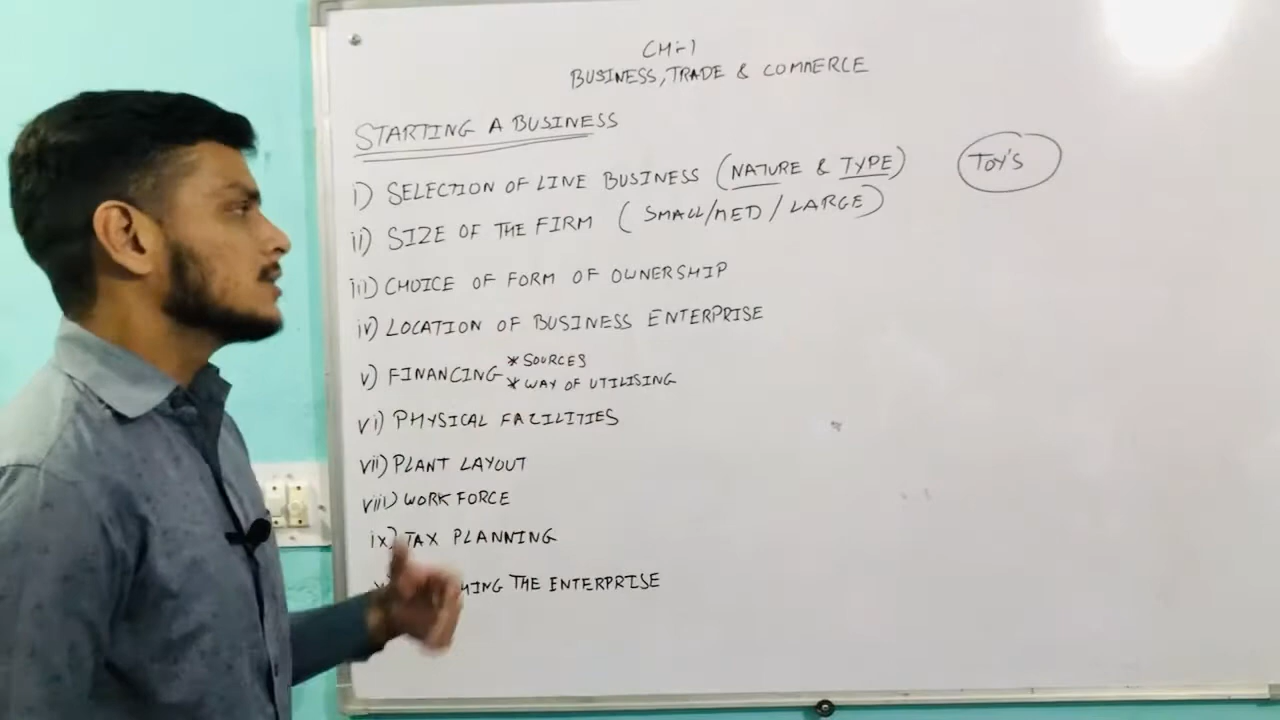 CH:-1
BUSINESS, TRADE & COMMERCE
STARTING A BUSINESS
i) SELECTION OF LINE BUSINESS (NATURE & TYPE)
TOY'S
ii) SIZE OF THE FIRM (SMALL/MED/LARGE)
iii) CHOICE OF FORM OF OWNERSHIP
iv) LOCATION OF BUSINESS ENTERPRISE
v) FINANCING
* SOURCES
* WAY OF UTILISING
vi) PHYSICAL FACILITIES
vii) PLANT LAYOUT
viii) WORK FORCE
ix) TAX PLANNING
THE ENTERPRISE